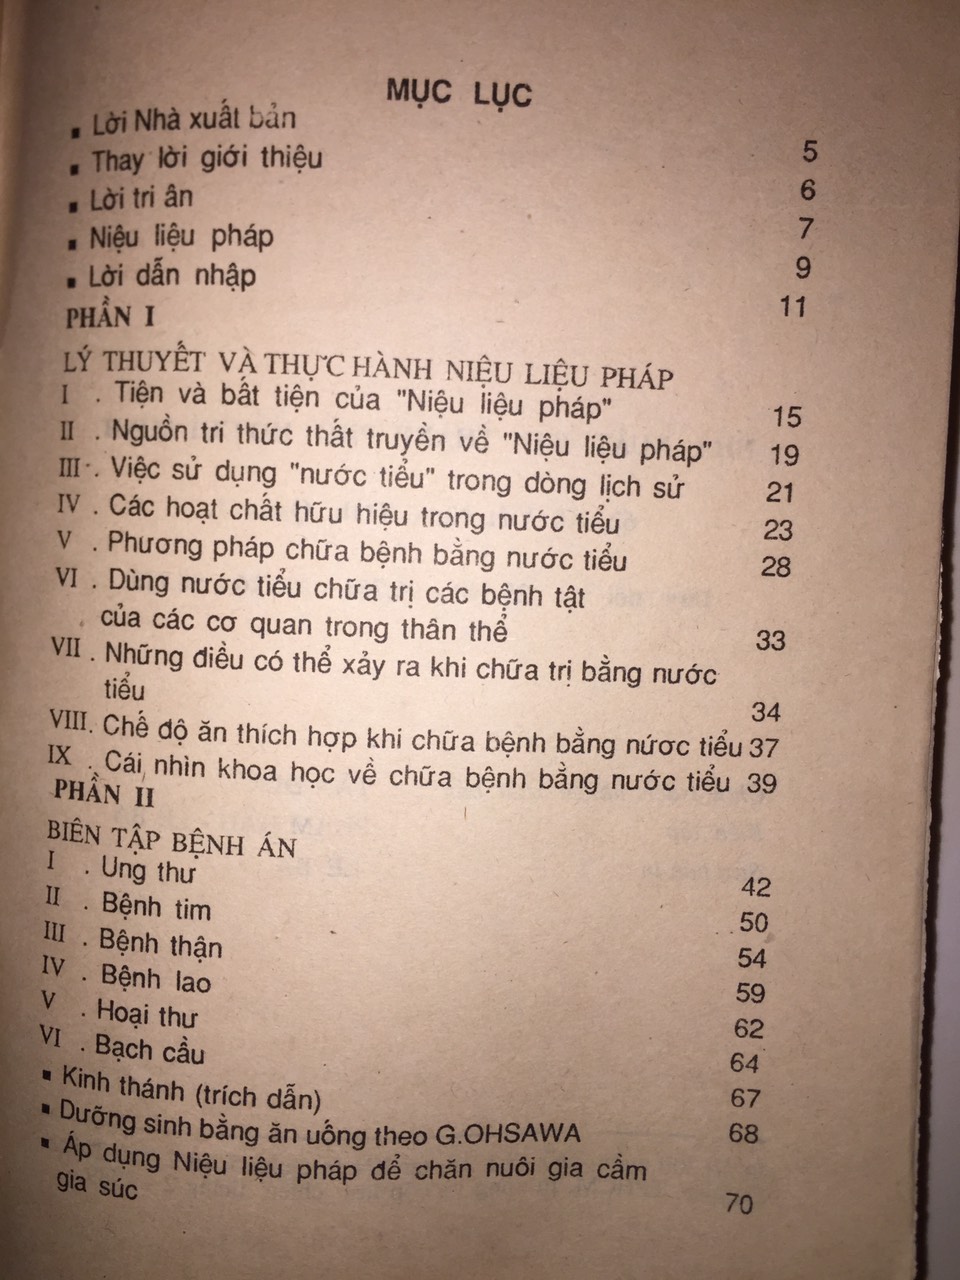 MỤC LỤC
▪ Lời Nhà xuất bản 5
▪ Thay lời giới thiệu 6
▪ Lời tri ân 7
▪ Niệu liệu pháp 9
▪ Lời dẫn nhập 11
PHẦN I
LÝ THUYẾT VÀ THỰC HÀNH NIỆU LIỆU PHÁP
I . Tiện và bất tiện của "Niệu liệu pháp" 15
II . Nguồn tri thức thất truyền về "Niệu liệu pháp" 19
III . Việc sử dụng "nước tiểu" trong dòng lịch sử 21
IV . Các hoạt chất hữu hiệu trong nước tiểu 23
V . Phương pháp chữa bệnh bằng nước tiểu 28
VI . Dùng nước tiểu chữa trị các bệnh tật
của các cơ quan trong thân thể 33
VII . Những điều có thể xảy ra khi chữa trị bằng nước
tiểu 34
VIII. Chế độ ăn thích hợp khi chữa bệnh bằng nứơc tiểu 37
IX . Cái nhìn khoa học về chữa bệnh bằng nước tiểu 39
PHẦN II
BIÊN TẬP BỆNH ÁN
I . Ung thư 42
II . Bệnh tim 50
III . Bệnh thận 54
IV . Bệnh lao 59
V . Hoại thư 62
VI . Bạch cầu 64
▪ Kinh thánh (trích dẫn) 67
▪ Dưỡng sinh bằng ăn uống theo G.OHSAWA 68
▪ Áp dụng Niệu liệu pháp để chăn nuôi gia cầm
gia súc 70